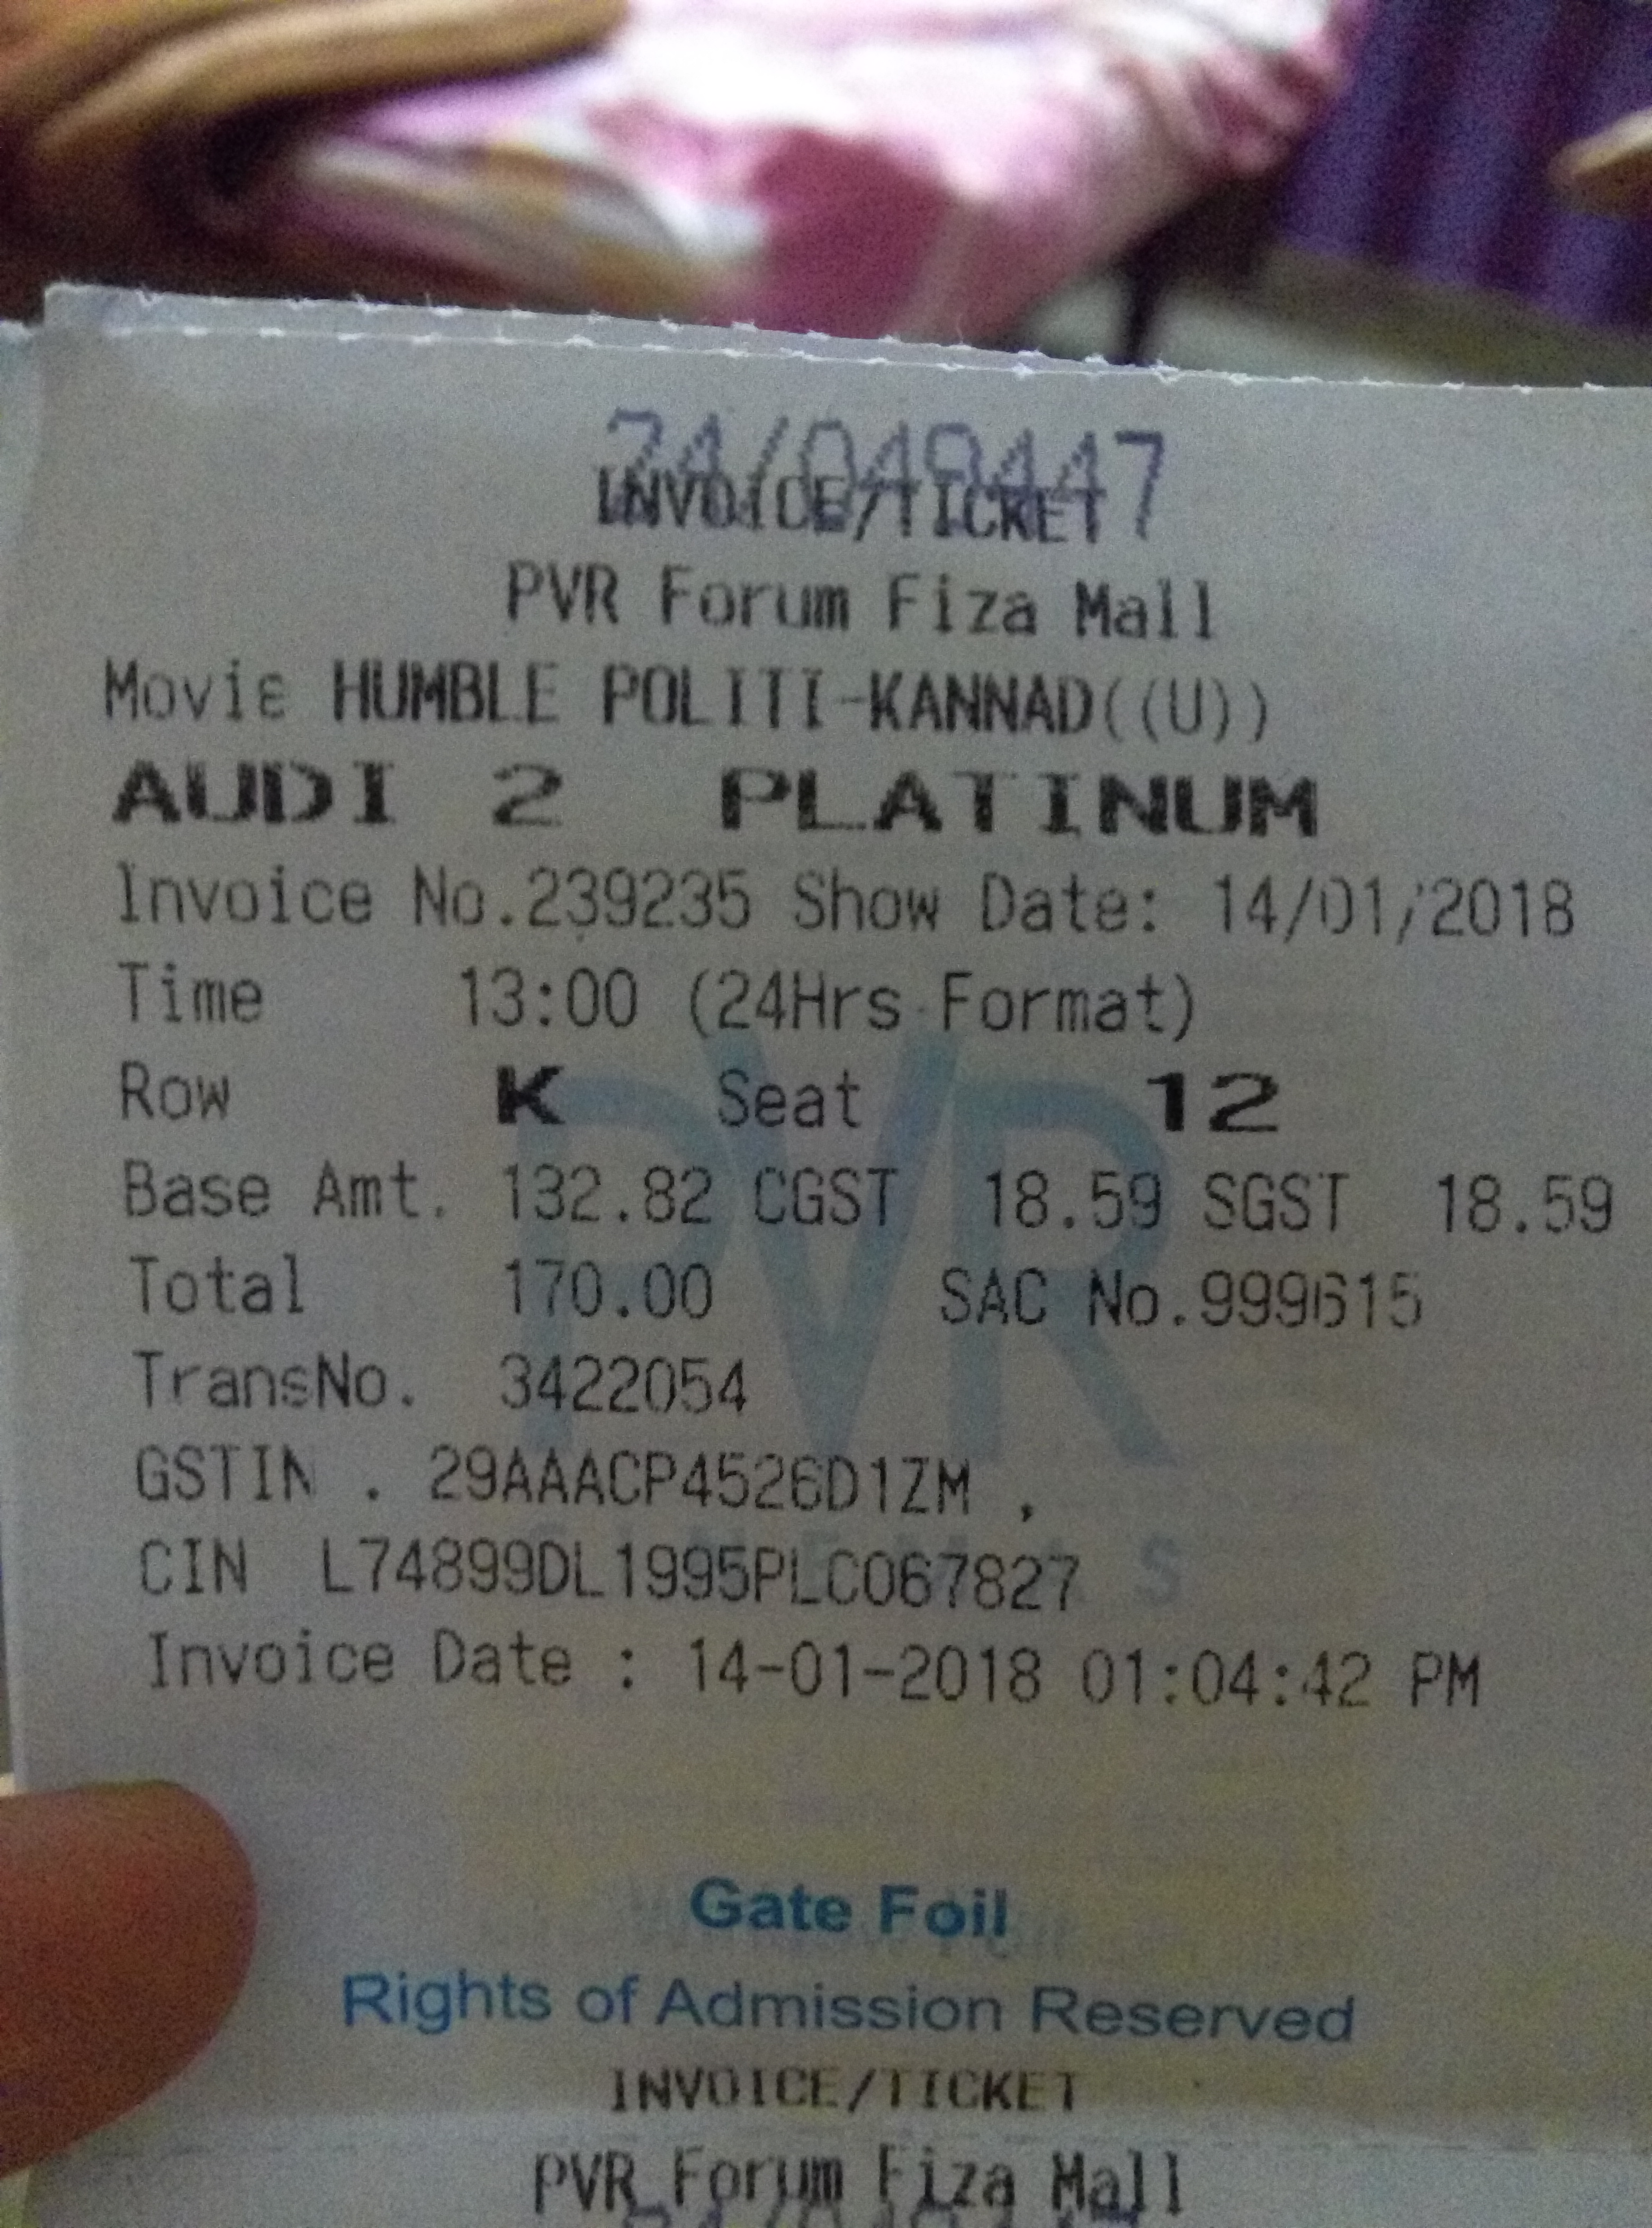 24/049447
INVOICE/TICKET
PVR Forum Fiza Mall
Movie HUMBLE POLITI-KANNAD((U))
AUDI 2 PLATINUM
Invoice No.239235 Show Date: 14/01/2018
Time 13:00 (24Hrs Format)
Row K Seat 12
Base Amt. 132.82 CGST 18.59 SGST 18.59
Total 170.00 SAC No.999615
TransNo. 3422054
PVR
GSTIN . 29AAACP4526D1ZM ,
CIN L74899DL1995PLC067827
Invoice Date : 14-01-2018 01:04:42 PM
Gate Foil
Rights of Admission Reserved
INVOICE/TICKET
PVR Forum Fiza Mall